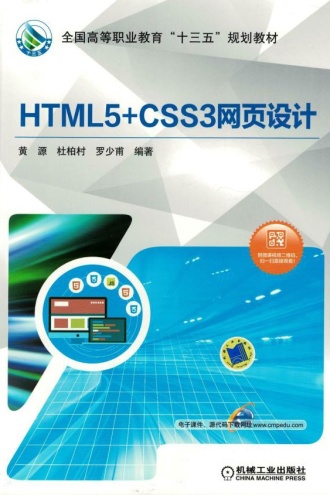 全国高等职业教育“十三五”规划教材
HTML5+CSS3网页设计
黄 源 杜柏村 罗少甫 编著
电子课件、源代码下载网址www.cmpedu.com
机械工业出版社
CHINA MACHINE PRESS